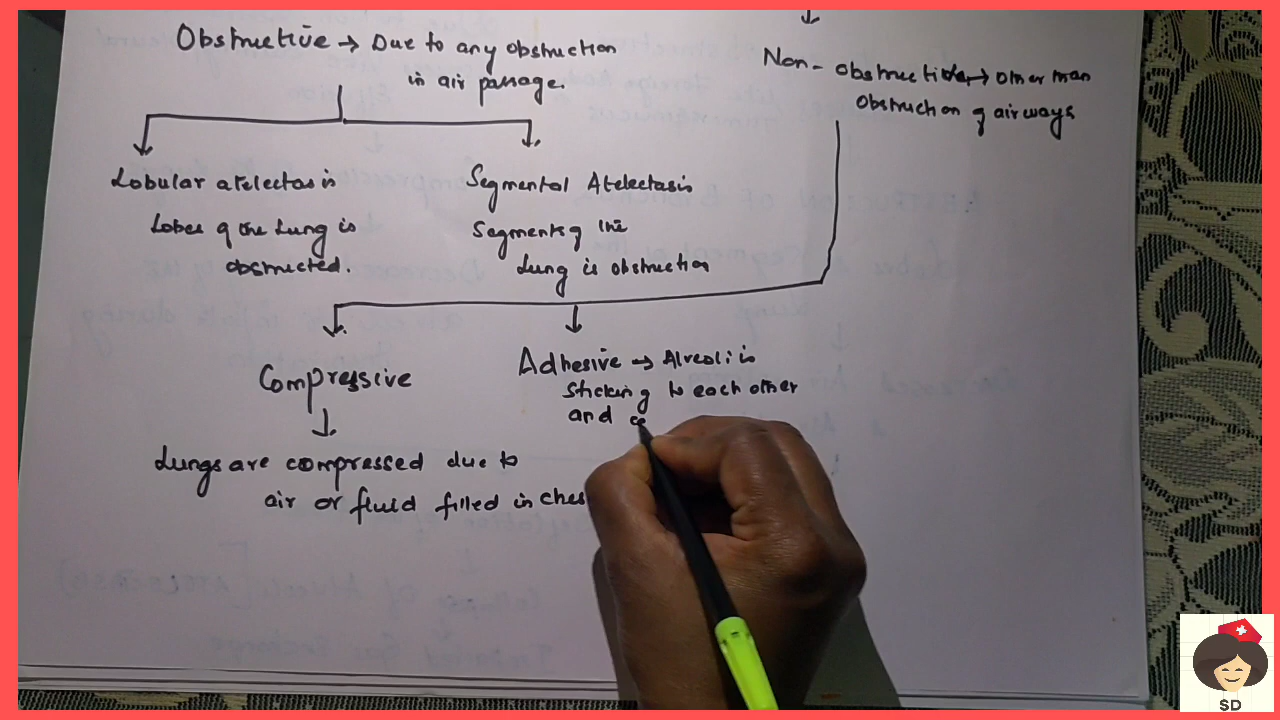 Obstructive → Due to any obstruction
in air passage.
Non-obstructive → Other than
obstruction of airways
Lobular atelectasis
Lobes of the Lung is
obstructed.
Segmental Atelectasis
Segments of the
Lung is obstruction
Compressive
Lungs are compressed due to
air or fluid filled in ches
Adhesive → Alveoli is
sticking to each other
and
SD